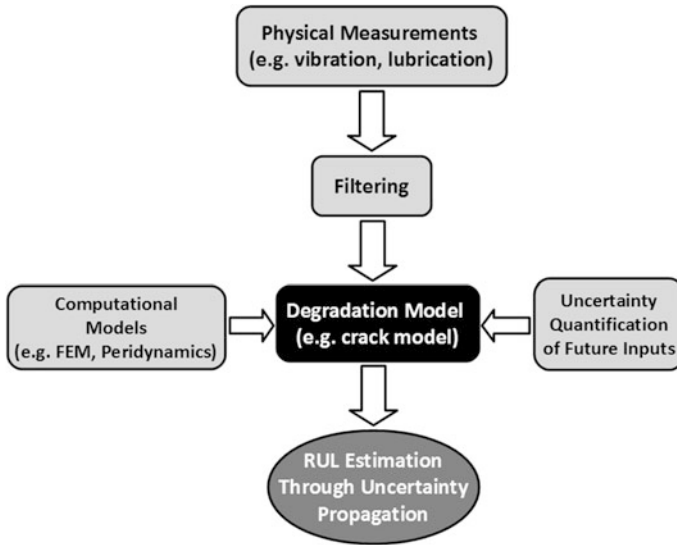 Physical Measurements
(e.g. vibration, lubrication)
Filtering
Computational
Models
(e.g. FEM, Peridynamics)
Degradation Model
(e.g. crack model)
Uncertainty
Quantification
of Future Inputs
RUL Estimation
Through Uncertainty
Propagation